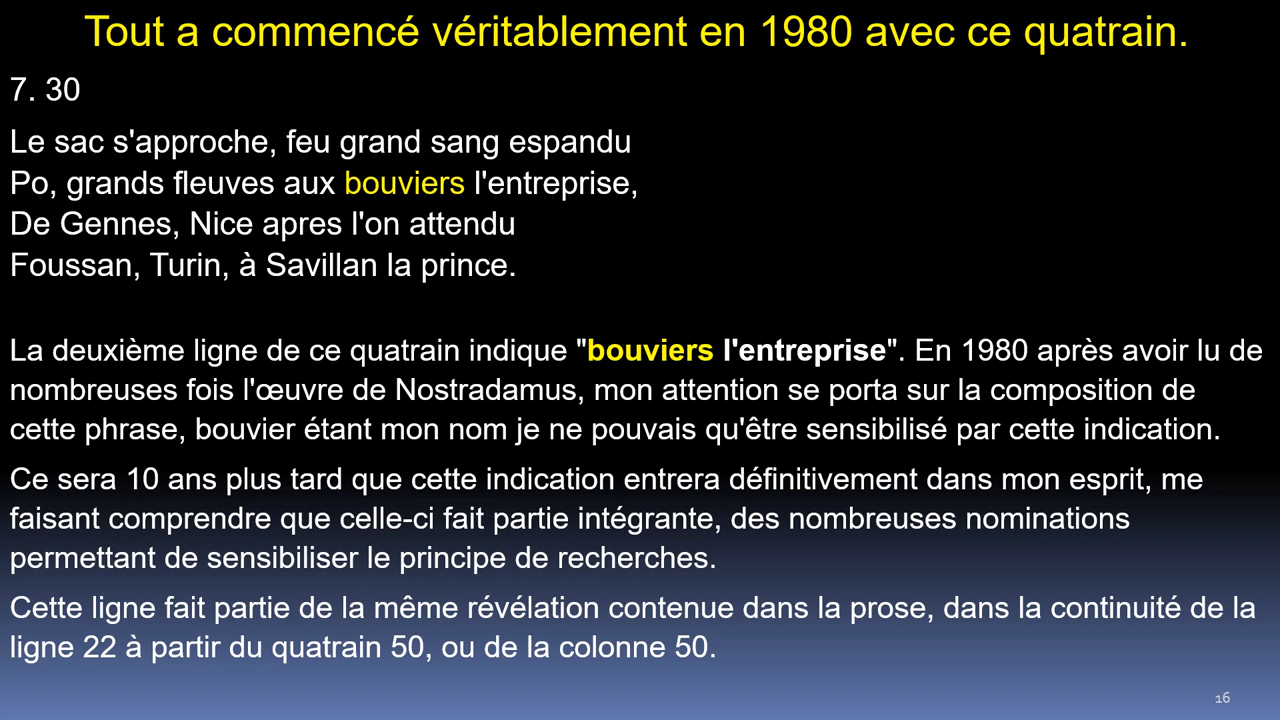 Tout a commencé véritablement en 1980 avec ce quatrain.
7. 30
Le sac s'approche, feu grand sang espandu
Po, grands fleuves aux bouviers l'entreprise,
De Gennes, Nice apres l'on attendu
Foussan, Turin, à Savillan la prince.
La deuxième ligne de ce quatrain indique "bouviers l'entreprise". En 1980 après avoir lu de
nombreuses fois l'œuvre de Nostradamus, mon attention se porta sur la composition de
cette phrase, bouvier étant mon nom je ne pouvais qu'être sensibilisé par cette indication.
Ce sera 10 ans plus tard que cette indication entrera définitivement dans mon esprit, me
faisant comprendre que celle-ci fait partie intégrante, des nombreuses nominations
permettant de sensibiliser le principe de recherches.
Cette ligne fait partie de la même révélation contenue dans la prose, dans la continuité de la
ligne 22 à partir du quatrain 50, ou de la colonne 50.
16